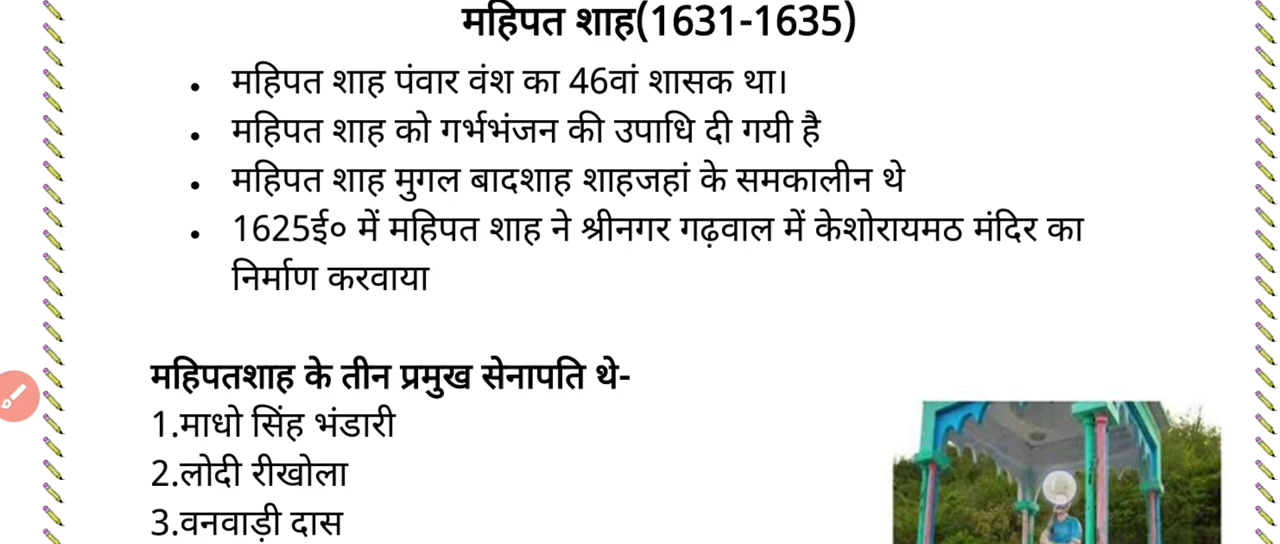 महिपत शाह(1631-1635)
• महिपत शाह पंवार वंश का 46वां शासक था।
• महिपत शाह को गर्भभंजन की उपाधि दी गयी है
• महिपत शाह मुगल बादशाह शाहजहां के समकालीन थे
• 1625ई० में महिपत शाह ने श्रीनगर गढ़वाल में केशोरायमठ मंदिर का
निर्माण करवाया
महिपतशाह के तीन प्रमुख सेनापति थे-
1.माधो सिंह भंडारी
2.लोदी रीखोला
3.वनवाड़ी दास